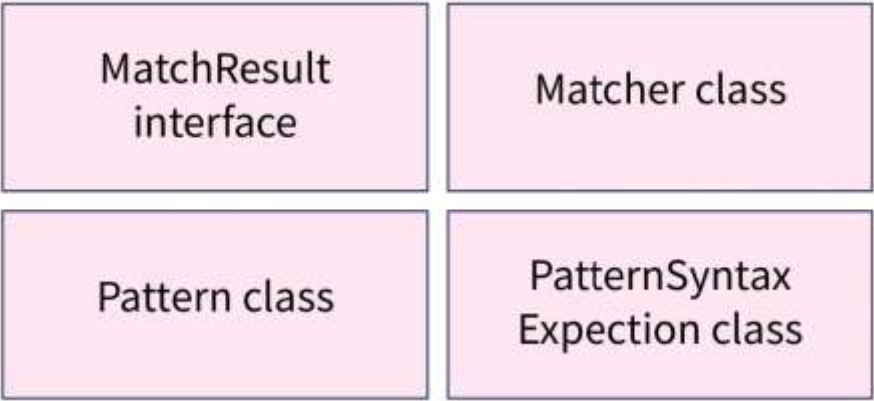 MatchResult
interface
Matcher class
Pattern class
PatternSyntax
Expection class